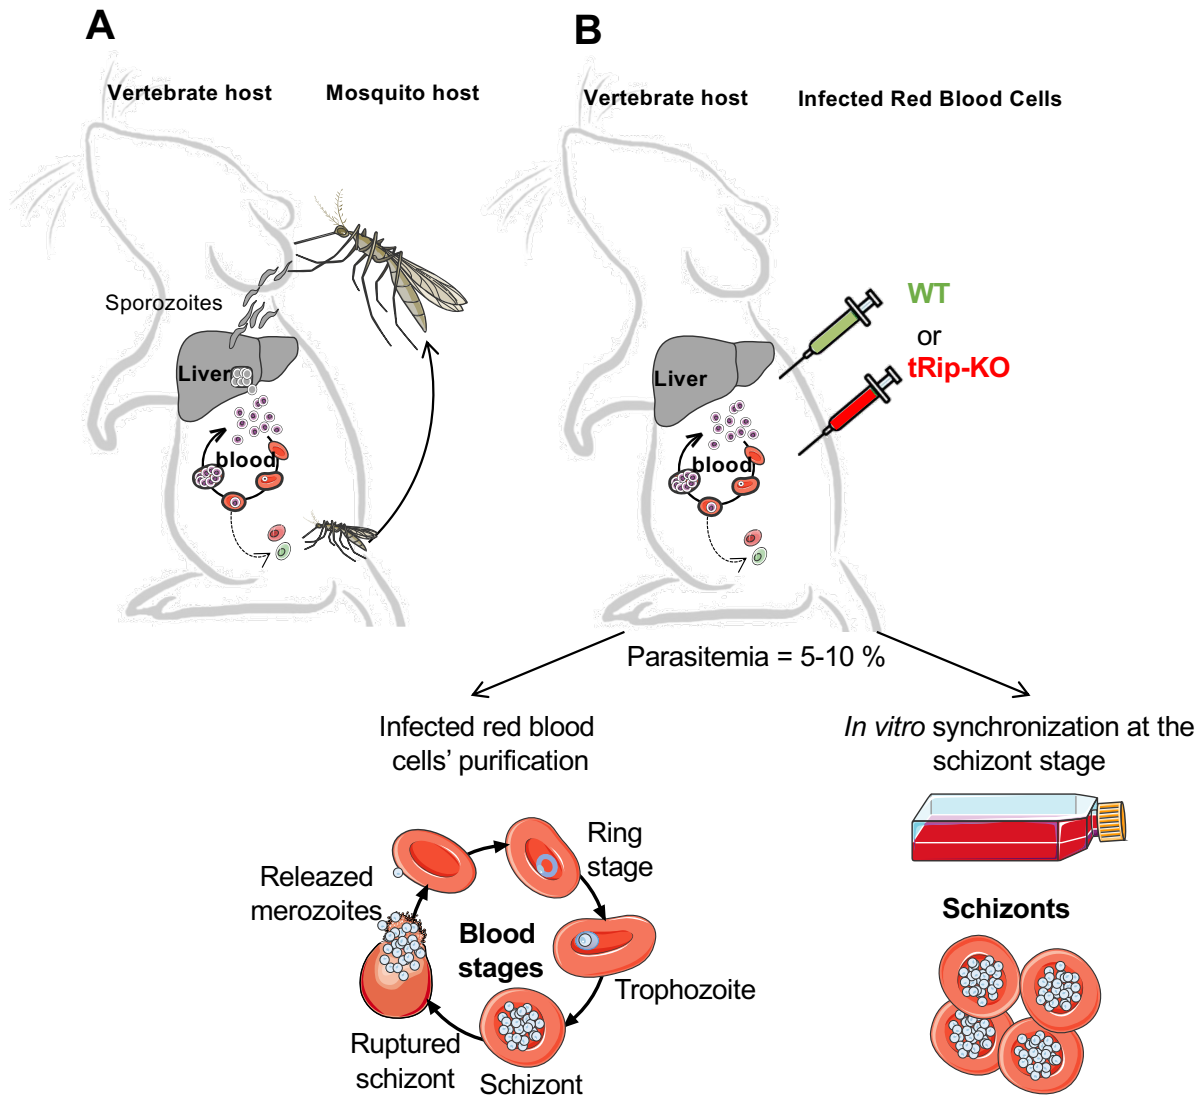 A
B
Vertebrate host
Mosquito host
Vertebrate host
Infected Red Blood Cells
Sporozoites
Liver
blood
WT
or
tRip-KO
Liver
blood
Parasitemia = 5-10 %
Infected red blood
cells’ purification
In vitro synchronization at the
schizont stage
Ring
stage
Releazed
merozoites
Blood
stages
Trophozoite
Ruptured
schizont
Schizont
Schizonts